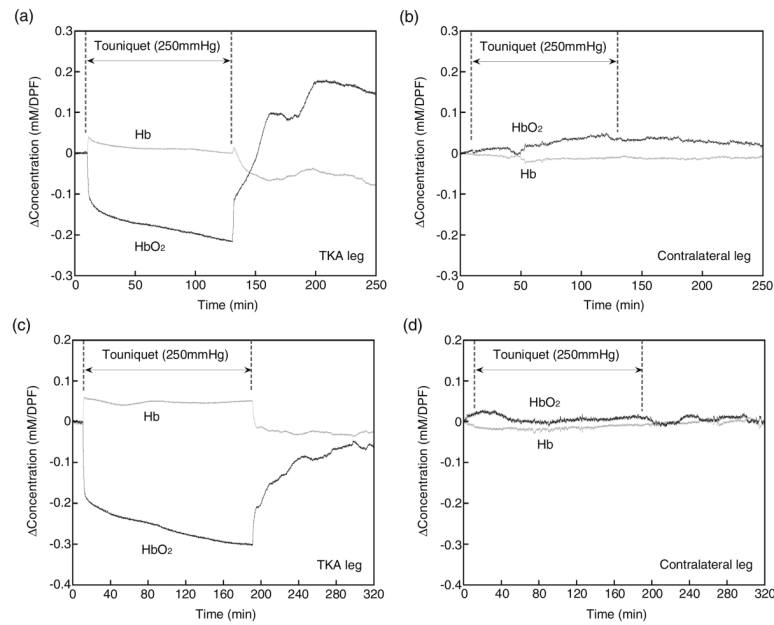 (a)
0.3
0.2
0.1
0
-0.1
-0.2
-0.3
ΔConcentration (mM/DPF)
Touniquet (250mmHg)
Hb
HbO2
TKA leg
0 50 100 150 200 250
Time (min)
(b)
0.3
0.2
0.1
0
-0.1
-0.2
-0.3
ΔConcentration (mM/DPF)
Touniquet (250mmHg)
HbO2
Hb
Contralateral leg
0 50 100 150 200 250
Time (min)
(c)
0.2
0.1
0
-0.1
-0.2
-0.3
-0.4
ΔConcentration (mM/DPF)
Touniquet (250mmHg)
Hb
HbO2
TKA leg
0 40 80 120 160 200 240 280 320
Time (min)
(d)
0.2
0.1
0
-0.1
-0.2
-0.3
-0.4
ΔConcentration (mM/DPF)
Touniquet (250mmHg)
HbO2
Hb
Contralateral leg
0 40 80 120 160 200 240 280 320
Time (min)